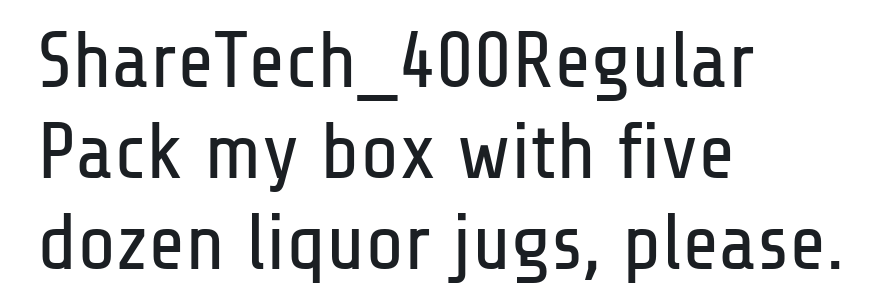 ShareTech_400Regular
Pack my box with five
dozen liquor jugs, please.